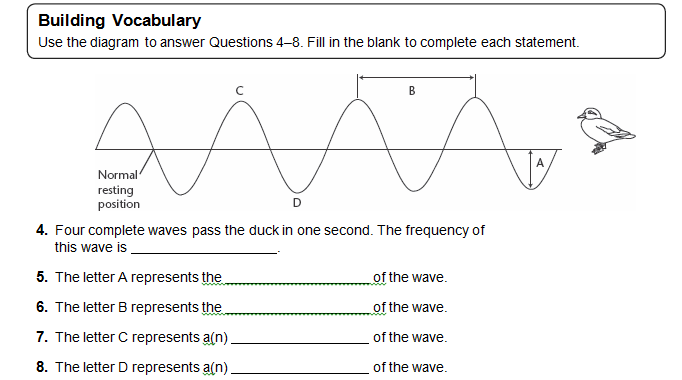 Building Vocabulary
Use the diagram to answer Questions 4–8. Fill in the blank to complete each statement.
C
B
A
Normal
resting
position
D
4. Four complete waves pass the duck in one second. The frequency of
this wave is ____________________.
5. The letter A represents the ____________________ of the wave.
6. The letter B represents the ____________________ of the wave.
7. The letter C represents a(n) ____________________ of the wave.
8. The letter D represents a(n) ____________________ of the wave.